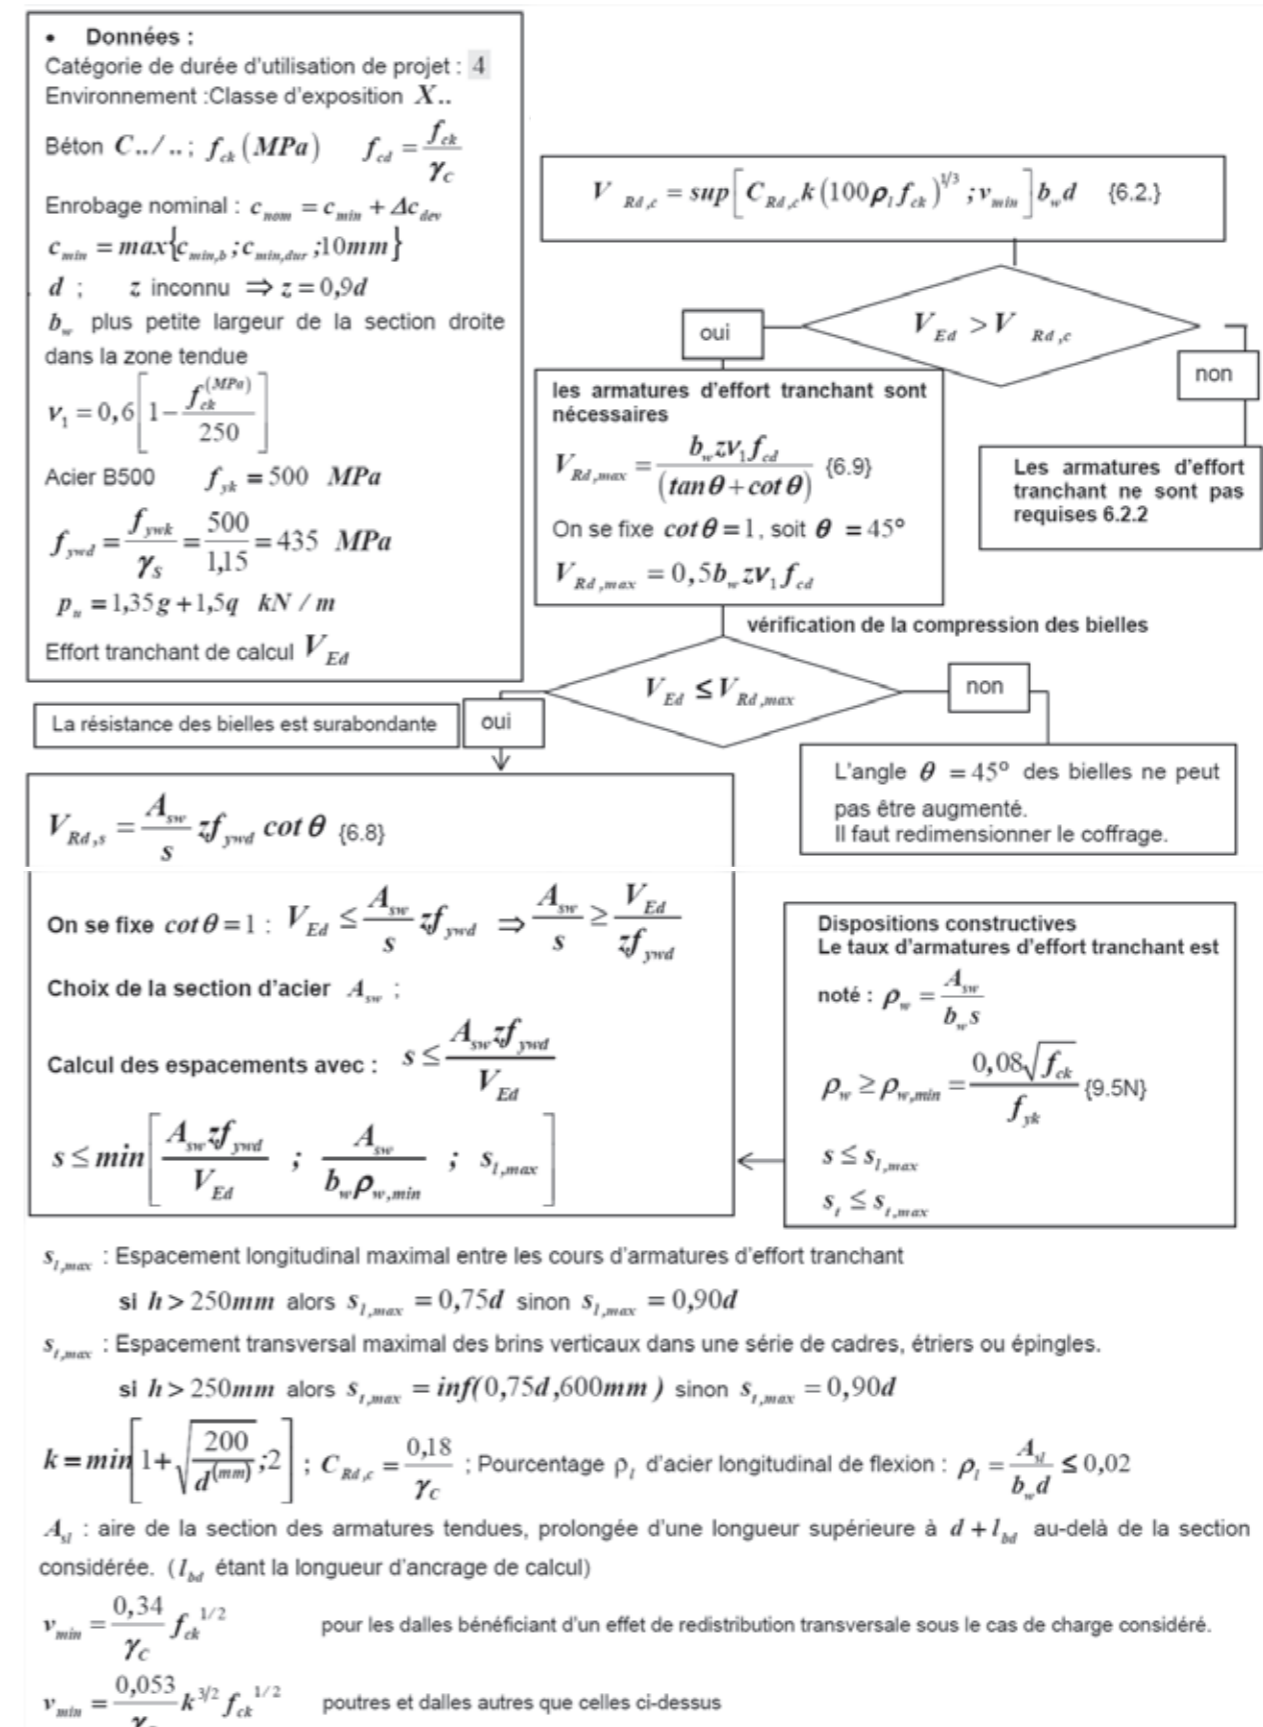 • Données :
Catégorie de durée d'utilisation de projet : 4
Environnement :Classe d'exposition X..
Béton C../.. ; f_ck (MPa) f_cd = f_ck / γ_C
Enrobage nominal : c_nom = c_min + Δc_dev
c_min = max{c_min,b ; c_min,dur ;10mm}
d ; z inconnu ⇒ z = 0,9d
b_w plus petite largeur de la section droite
dans la zone tendue
ν_1 = 0,6[1 − f_ck^(MPa) / 250]
Acier B500 f_yk = 500 MPa
f_ywd = f_ywk / γ_S = 500 / 1,15 = 435 MPa
p_u = 1,35g + 1,5q kN / m
Effort tranchant de calcul V_Ed
V_Rd,c = sup[C_Rd,c k(100ρ_l f_ck)^1/3 ; v_min] b_w d {6.2.}
V_Ed > V_Rd,c
oui
non
les armatures d'effort tranchant sont
nécessaires
V_Rd,max = b_w zν_1 f_cd / (tan θ + cot θ) {6.9}
On se fixe cot θ = 1, soit θ = 45°
V_Rd,max = 0,5b_w zν_1 f_cd
Les armatures d'effort
tranchant ne sont pas
requises 6.2.2
vérification de la compression des bielles
V_Ed ≤ V_Rd,max
non
La résistance des bielles est surabondante
oui
L'angle θ = 45° des bielles ne peut
pas être augmenté.
Il faut redimensionner le coffrage.
V_Rd,s = A_sw / s zf_ywd cot θ {6.8}
On se fixe cot θ = 1 : V_Ed ≤ A_sw / s zf_ywd ⇒ A_sw / s ≥ V_Ed / zf_ywd
Choix de la section d'acier A_sw ;
Calcul des espacements avec : s ≤ A_sw zf_ywd / V_Ed
s ≤ min[A_sw zf_ywd / V_Ed ; A_sw / b_w ρ_w,min ; s_l,max]
Dispositions constructives
Le taux d'armatures d'effort tranchant est
noté : ρ_w = A_sw / b_w s
ρ_w ≥ ρ_w,min = 0,08√f_ck / f_yk {9.5N}
s ≤ s_l,max
s_t ≤ s_t,max
s_l,max : Espacement longitudinal maximal entre les cours d'armatures d'effort tranchant
si h > 250mm alors s_l,max = 0,75d sinon s_l,max = 0,90d
s_t,max : Espacement transversal maximal des brins verticaux dans une série de cadres, étriers ou épingles.
si h > 250mm alors s_t,max = inf(0,75d ,600mm ) sinon s_t,max = 0,90d
k = min[1+√(200 / d^(mm)) ;2] ; C_Rd,c = 0,18 / γ_C ; Pourcentage ρ_l d'acier longitudinal de flexion : ρ_l = A_sl / b_w d ≤ 0,02
A_sl : aire de la section des armatures tendues, prolongée d'une longueur supérieure à d + l_bd au-delà de la section
considérée. (l_bd étant la longueur d'ancrage de calcul)
v_min = 0,34 / γ_C f_ck^1/2 pour les dalles bénéficiant d'un effet de redistribution transversale sous le cas de charge considéré.
v_min = 0,053 / γ k^3/2 f_ck^1/2 poutres et dalles autres que celles ci-dessus